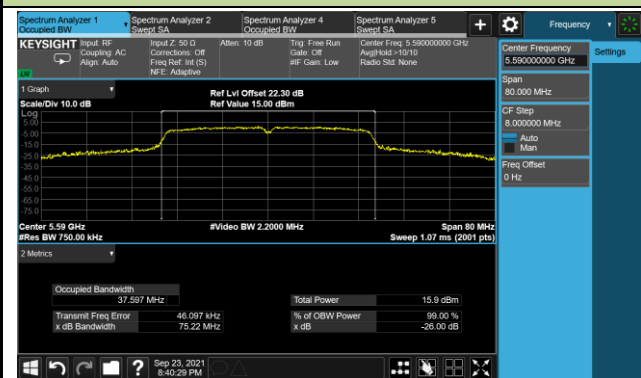 Spectrum Analyzer 1
Occupied BW
Spectrum Analyzer 2
Swept SA
Spectrum Analyzer 4
Occupied BW
Spectrum Analyzer 5
Swept SA
+
Frequency
KEYSIGHT
Input: RF
Coupling: AC
Align: Auto
Input Z: 50 Ω
Corrections: Off
Freq Ref: Int (S)
NFE: Adaptive
Atten: 10 dB
Trig: Free Run
Gate: Off
#IF Gain: Low
Center Freq: 5.590000000 GHz
Avg|Hold:>10/10
Radio Std: None
Center Frequency
5.590000000 GHz
Settings
Span
80.000 MHz
CF Step
8.000000 MHz
Auto
Man
Freq Offset
0 Hz
1 Graph
Scale/Div 10.0 dB
Ref Lvl Offset 22.30 dB
Ref Value 15.00 dBm
Log
5.00
-5.00
-15.0
-25.0
-35.0
-45.0
-55.0
-65.0
-75.0
Center 5.59 GHz
#Res BW 750.00 kHz
#Video BW 2.2000 MHz
Span 80 MHz
Sweep 1.07 ms (2001 pts)
2 Metrics
Occupied Bandwidth
37.597 MHz
Total Power 15.9 dBm
Transmit Freq Error 46.097 kHz
% of OBW Power 99.00 %
x dB Bandwidth 75.22 MHz
x dB -26.00 dB
?
Sep 23, 2021
8:40:29 PM